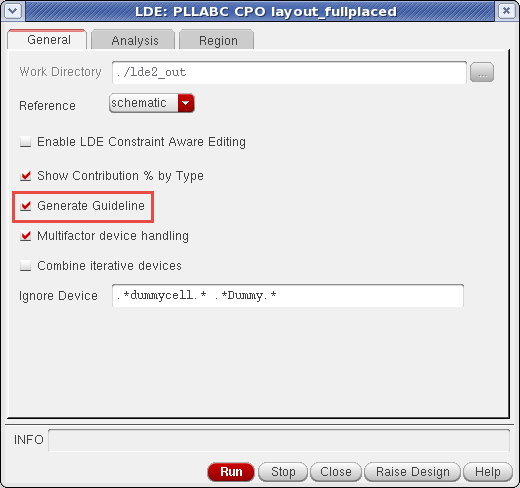 LDE: PLLABC CPO layout_fullplaced
General Analysis Region
Work Directory ./lde2_out ...
Reference schematic
Enable LDE Constraint Aware Editing
Show Contribution % by Type
Generate Guideline
Multifactor device handling
Combine iterative devices
Ignore Device .*dummycell.* .*Dummy.*
INFO
Run Stop Close Raise Design Help